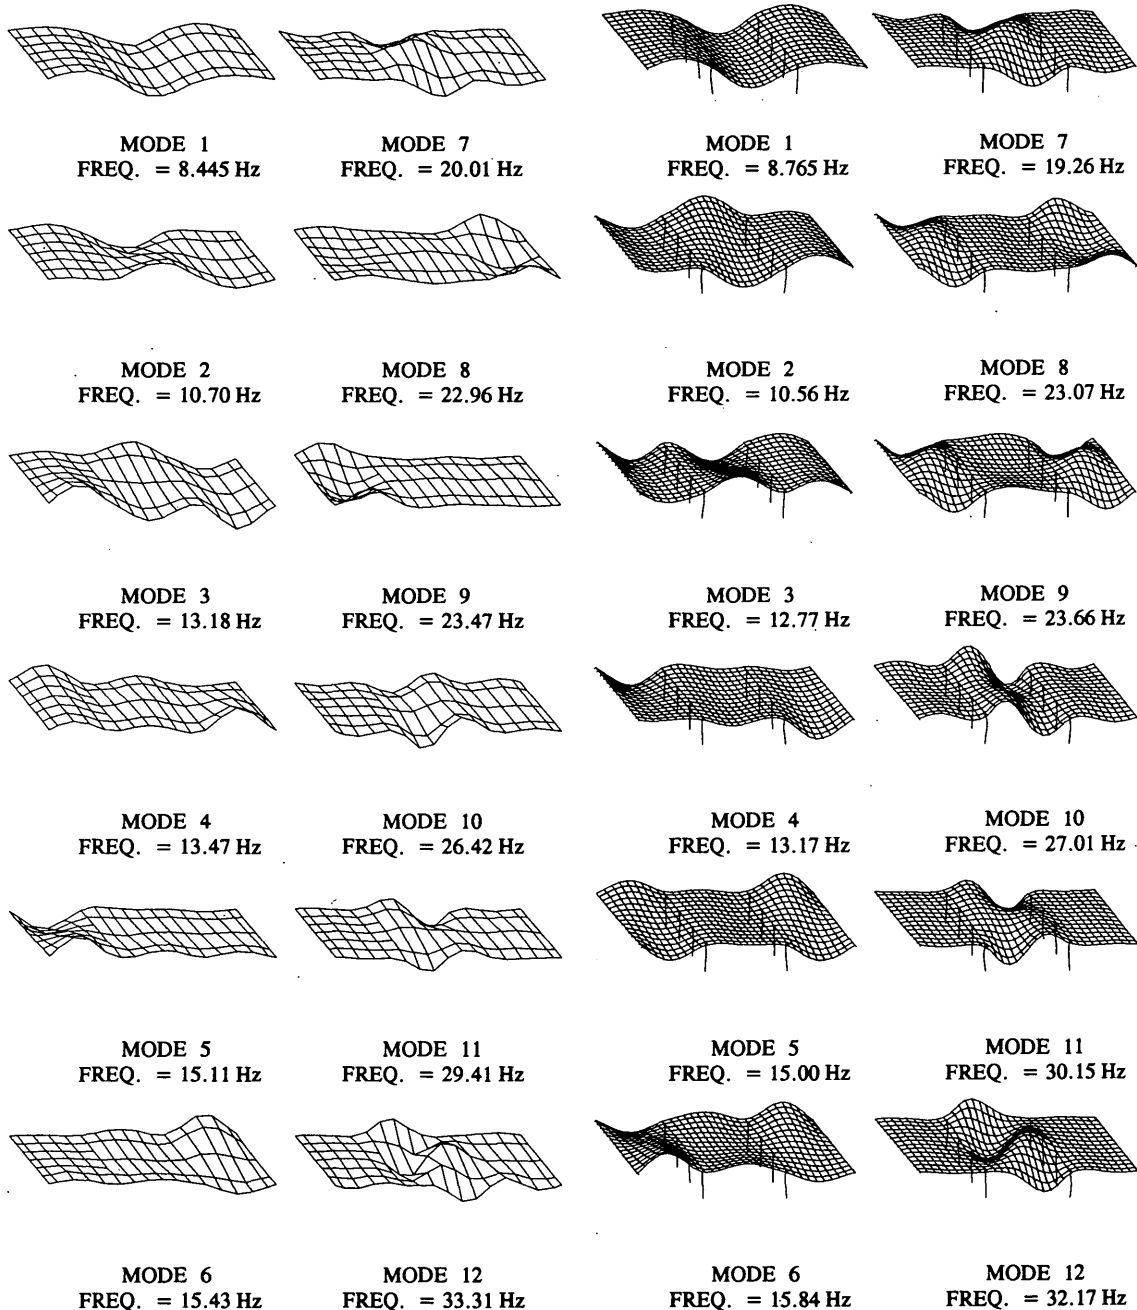 MODE 1
FREQ. = 8.445 Hz
MODE 7
FREQ. = 20.01 Hz
MODE 1
FREQ. = 8.765 Hz
MODE 7
FREQ. = 19.26 Hz
MODE 2
FREQ. = 10.70 Hz
MODE 8
FREQ. = 22.96 Hz
MODE 2
FREQ. = 10.56 Hz
MODE 8
FREQ. = 23.07 Hz
MODE 3
FREQ. = 13.18 Hz
MODE 9
FREQ. = 23.47 Hz
MODE 3
FREQ. = 12.77 Hz
MODE 9
FREQ. = 23.66 Hz
MODE 4
FREQ. = 13.47 Hz
MODE 10
FREQ. = 26.42 Hz
MODE 4
FREQ. = 13.17 Hz
MODE 10
FREQ. = 27.01 Hz
MODE 5
FREQ. = 15.11 Hz
MODE 11
FREQ. = 29.41 Hz
MODE 5
FREQ. = 15.00 Hz
MODE 11
FREQ. = 30.15 Hz
MODE 6
FREQ. = 15.43 Hz
MODE 12
FREQ. = 33.31 Hz
MODE 6
FREQ. = 15.84 Hz
MODE 12
FREQ. = 32.17 Hz